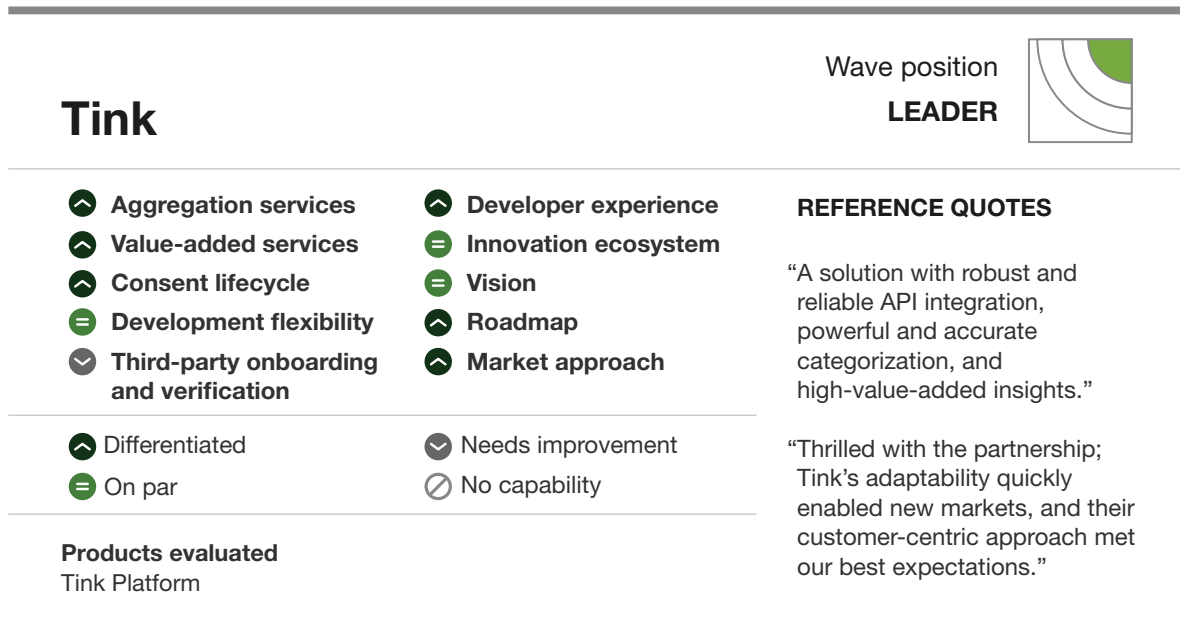 Tink
Wave position
LEADER
Aggregation services
Value-added services
Consent lifecycle
Development flexibility
Third-party onboarding
and verification
Developer experience
Innovation ecosystem
Vision
Roadmap
Market approach
Differentiated
On par
Needs improvement
No capability
Products evaluated
Tink Platform
REFERENCE QUOTES
“A solution with robust and
reliable API integration,
powerful and accurate
categorization, and
high-value-added insights.”
“Thrilled with the partnership;
Tink’s adaptability quickly
enabled new markets, and their
customer-centric approach met
our best expectations.”